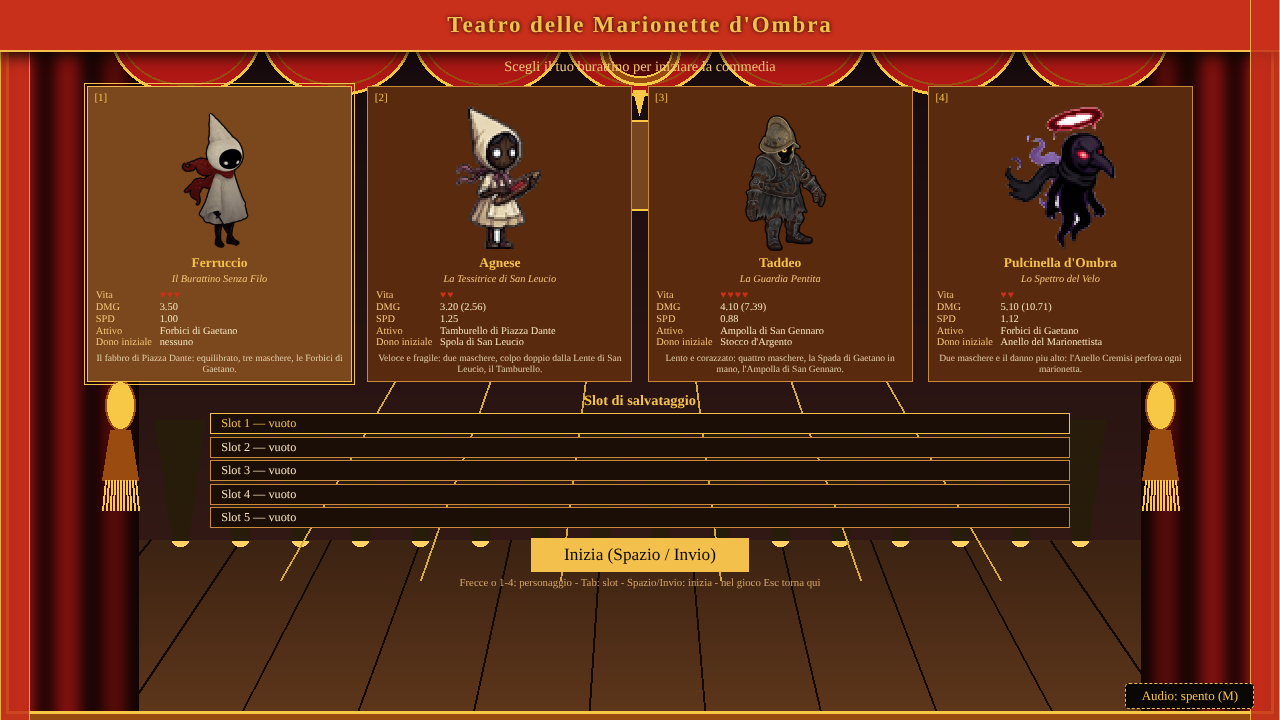 Teatro delle Marionette d'Ombra
Scegli il tuo burattino per iniziare la commedia
[1]
Ferruccio
Il Burattino Senza Filo
Vita ♥♥♥
DMG 3.50
SPD 1.00
Attivo Forbici di Gaetano
Dono iniziale nessuno
Il fabbro di Piazza Dante: equilibrato, tre maschere, le Forbici di
Gaetano.
[2]
Agnese
La Tessitrice di San Leucio
Vita ♥♥
DMG 3.20 (2.56)
SPD 1.25
Attivo Tamburello di Piazza Dante
Dono iniziale Spola di San Leucio
Veloce e fragile: due maschere, colpo doppio dalla Lente di San
Leucio, il Tamburello.
[3]
Taddeo
La Guardia Pentita
Vita ♥♥♥♥
DMG 4.10 (7.39)
SPD 0.88
Attivo Ampolla di San Gennaro
Dono iniziale Stocco d'Argento
Lento e corazzato: quattro maschere, la Spada di Gaetano in
mano, l'Ampolla di San Gennaro.
[4]
Pulcinella d'Ombra
Lo Spettro del Velo
Vita ♥♥
DMG 5.10 (10.71)
SPD 1.12
Attivo Forbici di Gaetano
Dono iniziale Anello del Marionettista
Due maschere e il danno piu alto: l'Anello Cremisi perfora ogni
marionetta.
Slot di salvataggio
Slot 1 — vuoto
Slot 2 — vuoto
Slot 3 — vuoto
Slot 4 — vuoto
Slot 5 — vuoto
Inizia (Spazio / Invio)
Frecce o 1-4: personaggio - Tab: slot - Spazio/Invio: inizia - nel gioco Esc torna qui
Audio: spento (M)